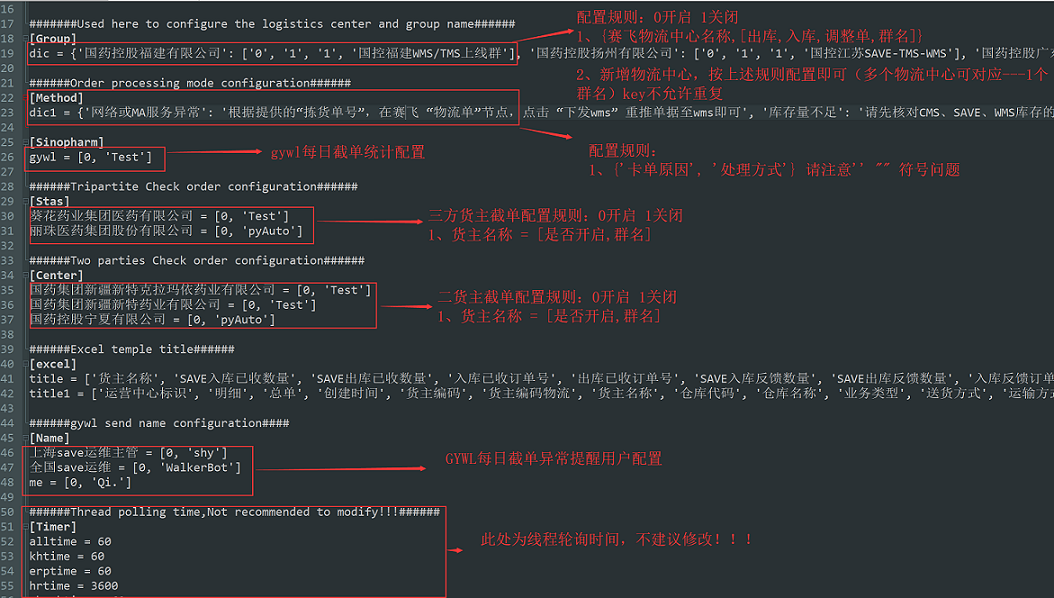 16
17 #######Used here to configure the logistics center and group name######
配置规则: 0开启 1关闭
18 [Group]
1、{赛飞物流中心名称,[出库,入库,调整单,群名]}
19 dic = {'国药控股福建有限公司': ['0', '1', '1', '国控福建WMS/TMS上线群'], '国药控股扬州有限公司': ['0', '1', '1', '国控江苏SAVE-TMS-WMS'], '国药控股广
20
2、新增物流中心，按上述规则配置即可（多个物流中心可对应---1个
21 ######Order processing mode configuration######
群名）key不允许重复
22 [Method]
23 dic1 = {'网络或MA服务异常': '根据提供的“拣货单号”，在赛飞 “物流单”节点，点击 “下发wms” 重推单据至wms即可', '库存量不足': '请先核对CMS、SAVE、WMS库存的
24
25 [Sinopharm]
配置规则:
26 gywl = [0, 'Test']
gywl每日截单统计配置
1、{'卡单原因', '处理方式'} 请注意'' "" 符号问题
27
28 ######Tripartite Check order configuration######
29 [Stas]
30 葵花药业集团医药有限公司 = [0, 'Test']
三方货主截单配置规则: 0开启 1关闭
31 丽珠医药集团股份有限公司 = [0, 'pyAuto']
1、货主名称 = [是否开启,群名]
32
33 ######Two parties Check order configuration######
34 [Center]
35 国药集团新疆新特克拉玛依药业有限公司 = [0, 'Test']
二货主截单配置规则: 0开启 1关闭
36 国药集团新疆新特药业有限公司 = [0, 'Test']
1、货主名称 = [是否开启,群名]
37 国药控股宁夏有限公司 = [0, 'pyAuto']
38
39 ######Excel temple title######
40 [excel]
41 title = ['货主名称', 'SAVE入库已收数量', 'SAVE出库已收数量', '入库已收订单号', '出库已收订单号', 'SAVE入库反馈数量', 'SAVE出库反馈数量', '入库反馈订单
42 title1 = ['运营中心标识', '明细', '总单', '创建时间', '货主编码', '货主编码物流', '货主名称', '仓库代码', '仓库名称', '业务类型', '送货方式', '运输方
43
44 ######gywl send name configuration####
45 [Name]
46 上海save运维主管 = [0, 'shy']
GYWL每日截单异常提醒用户配置
47 全国save运维 = [0, 'WalkerBot']
48 me = [0, 'Qi.']
49
50 ######Thread polling time,Not recommended to modify!!!######
51 [Timer]
52 alltime = 60
此处为线程轮询时间，不建议修改！！！
53 khtime = 60
54 erptime = 60
55 hrtime = 3600